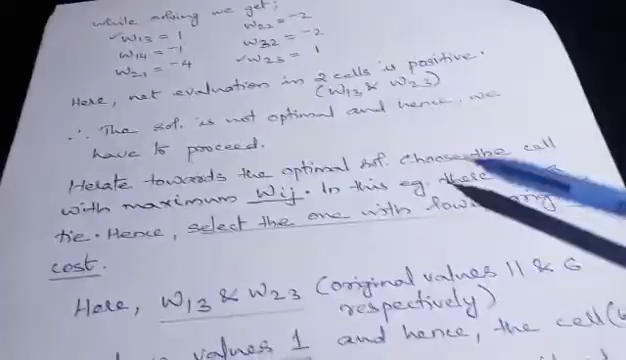 while solving we get:
✓W13 = 1 W22 = -2
W14 = -1 W32 = -2
W21 = -4 ✓W23 = 1
Here, net evaluation in 2 cells is positive.
(W13 & W23)
∴ The sol. is not optimal and hence, we
have to proceed.
Iterate towards the optimal sol. Choose the cell
with maximum Wij. In this eg. there
tie. Hence, select the one with
cost.
Here, W13 & W23 (original values 11 & 6
respectively)
values 1 and hence, the cell